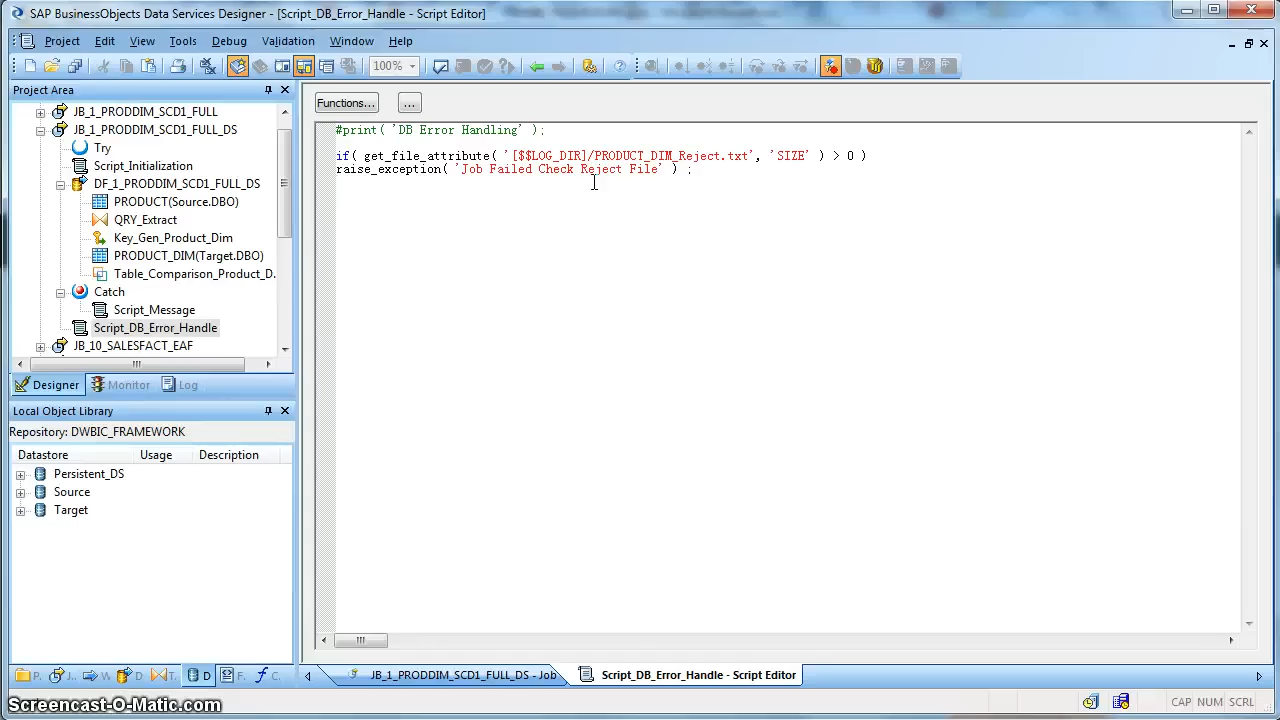 SAP BusinessObjects Data Services Designer - [Script_DB_Error_Handle - Script Editor]
Project Edit View Tools Debug Validation Window Help
100%
Project Area
JB_1_PRODDIM_SCD1_FULL
JB_1_PRODDIM_SCD1_FULL_DS
Try
Script_Initialization
DF_1_PRODDIM_SCD1_FULL_DS
PRODUCT(Source.DBO)
QRY_Extract
Key_Gen_Product_Dim
PRODUCT_DIM(Target.DBO)
Table_Comparison_Product_D.
Catch
Script_Message
Script_DB_Error_Handle
JB_10_SALESFACT_EAF
Designer Monitor Log
Local Object Library
Repository: DWBIC_FRAMEWORK
Datastore Usage Description
Persistent_DS
Source
Target
P. J.. W D. T. D F. C.
Functions... ...
#print( 'DB Error Handling' );
if( get_file_attribute( '[$$LOG_DIR]/PRODUCT_DIM_Reject.txt', 'SIZE' ) > 0 )
raise_exception( 'Job Failed Check Reject File' ) ;
JB_1_PRODDIM_SCD1_FULL_DS - Job Script_DB_Error_Handle - Script Editor
CAP NUM SCRL
Screencast-O-Matic.com